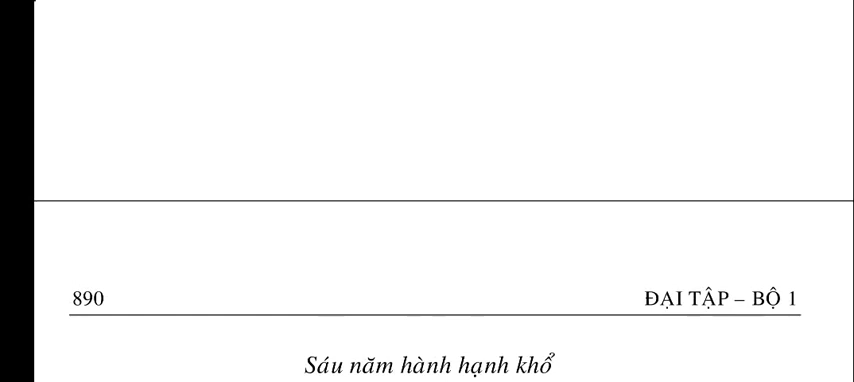 890 ĐẠI TẬP – BỘ 1
Sáu năm hành hạnh khổ